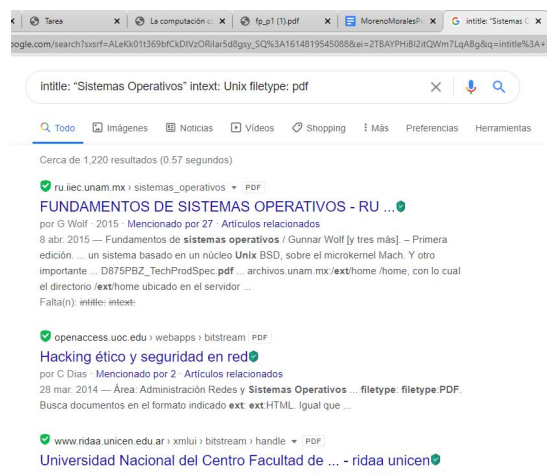 Tarea
La computación c
fp_p1 (1).pdf
MorenoMoralesP
intitle: "Sistemas C
oogle.com/search?sxsrf=ALeKk01t369bfCkDIVzORiIar5d8gsy_SQ%3A1614819545088&ei=2TBAYPHiBI2itQWm7LqABg&q=intitle%3A+
intitle: “Sistemas Operativos” intext: Unix filetype: pdf
Todo Imágenes Noticias Vídeos Shopping Más Preferencias Herramientas
Cerca de 1,220 resultados (0.57 segundos)
ru.iiec.unam.mx › sistemas_operativos PDF
FUNDAMENTOS DE SISTEMAS OPERATIVOS - RU ...
por G Wolf · 2015 · Mencionado por 27 · Artículos relacionados
8 abr. 2015 — Fundamentos de sistemas operativos / Gunnar Wolf [y tres más]. – Primera
edición. ... un sistema basado en un núcleo Unix BSD, sobre el microkernel Mach. Y otro
importante ... D875PBZ_TechProdSpec.pdf ... archivos.unam.mx:/ext/home /home, con lo cual
el directorio /ext/home ubicado en el servidor ...
Falta(n): intitle: intext:
openaccess.uoc.edu › webapps › bitstream PDF
Hacking ético y seguridad en red
por C Dias · Mencionado por 2 · Artículos relacionados
28 mar. 2014 — Área: Administración Redes y Sistemas Operativos ... filetype: filetype:PDF.
Busca documentos en el formato indicado ext: ext:HTML. Igual que ...
www.ridaa.unicen.edu.ar › xmlui › bitstream › handle PDF
Universidad Nacional del Centro Facultad de ... - ridaa unicen